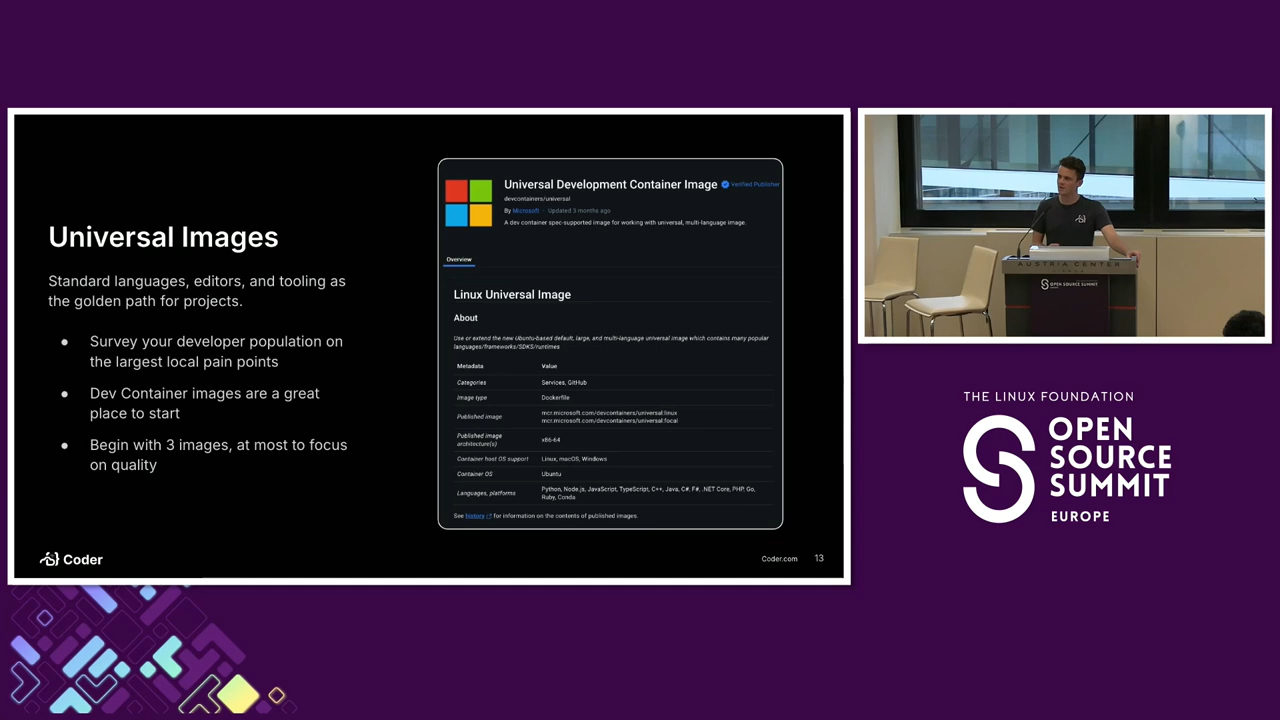 Universal Images
Standard languages, editors, and tooling as
the golden path for projects.
● Survey your developer population on
the largest local pain points
● Dev Container images are a great
place to start
● Begin with 3 images, at most to focus
on quality
Universal Development Container Image Verified Publisher
devcontainers/universal
By Microsoft · Updated 3 months ago
A dev container spec-supported image for working with universal, multi-language image.
Overview
Linux Universal Image
About
Use or extend the new Ubuntu-based default, large, and multi-language universal image which contains many popular
languages/frameworks/SDKS/runtimes
Metadata Value
Categories Services, GitHub
Image type Dockerfile
Published image mcr.microsoft.com/devcontainers/universal:linux
mcr.microsoft.com/devcontainers/universal:focal
Published image
architecture(s) x86-64
Container host OS support Linux, macOS, Windows
Container OS Ubuntu
Languages, platforms Python, Node.js, JavaScript, TypeScript, C++, Java, C#, F#, .NET Core, PHP, Go,
Ruby, Conda
See history for information on the contents of published images.
Coder
Coder.com 13
AUSTRIA CENTER
OPEN SOURCE SUMMIT
THE LINUX FOUNDATION
OPEN
SOURCE
SUMMIT
EUROPE